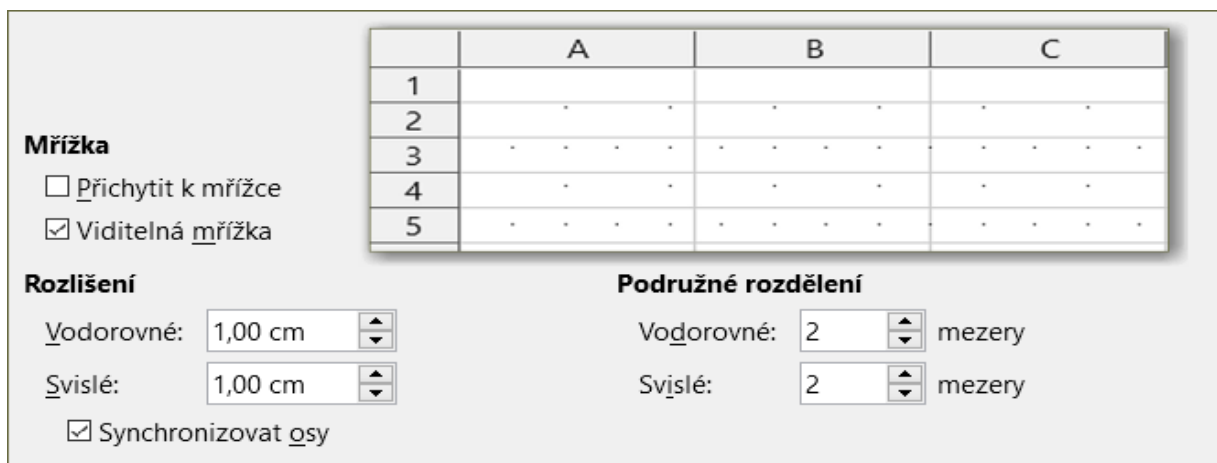 A B C
1
2
3
4
5
Mřížka
Přichytit k mřížce
Viditelná mřížka
Rozlišení
Vodorovné: 1,00 cm
Svislé: 1,00 cm
Synchronizovat osy
Podružné rozdělení
Vodorovné: 2 mezery
Svislé: 2 mezery